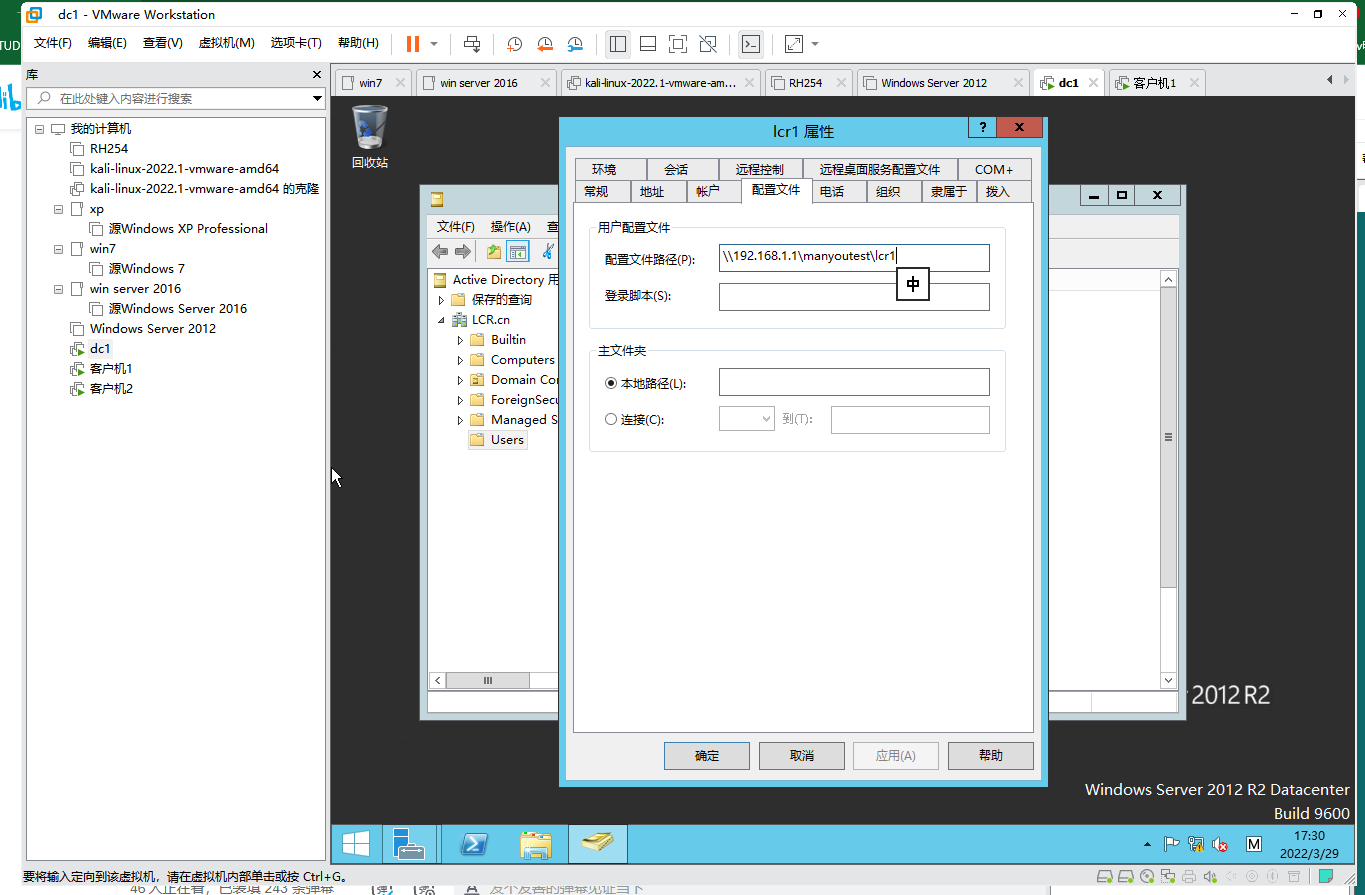 dc1 - VMware Workstation
文件(F) 编辑(E) 查看(V) 虚拟机(M) 选项卡(T) 帮助(H)
库
在此处键入内容进行搜索
我的计算机
RH254
kali-linux-2022.1-vmware-amd64
kali-linux-2022.1-vmware-amd64 的克隆
xp
源Windows XP Professional
win7
源Windows 7
win server 2016
源Windows Server 2016
Windows Server 2012
dc1
客户机1
客户机2
win7 win server 2016 kali-linux-2022.1-vmware-am... RH254 Windows Server 2012 dc1 客户机1
回收站
文件(F) 操作(A) 查
Active Directory 用
保存的查询
LCR.cn
Builtin
Computers
Domain Cor
ForeignSecu
Managed S
Users
lcr1 属性
?
环境 会话 远程控制 远程桌面服务配置文件 COM+
常规 地址 帐户 配置文件 电话 组织 隶属于 拨入
用户配置文件
配置文件路径(P): \\192.168.1.1\manyoutest\lcr1
中
登录脚本(S):
主文件夹
本地路径(L):
连接(C): 到(T):
确定 取消 应用(A) 帮助
2012 R2
Windows Server 2012 R2 Datacenter
Build 9600
M
17:30
2022/3/29
要将输入定向到该虚拟机，请在虚拟机内部单击或按 Ctrl+G。